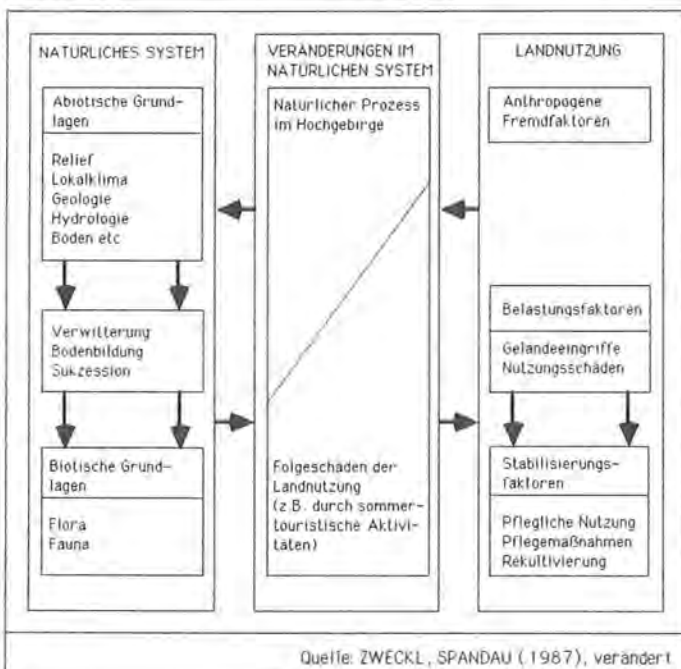 NATÜRLICHES SYSTEM
Abiotische Grund-
lagen
Relief
Lokalklima
Geologie
Hydrologie
Boden etc
Verwitterung
Bodenbildung
Sukzession
Biotische Grund-
lagen
Flora
Fauna
VERÄNDERUNGEN IM
NATÜRLICHEN SYSTEM
Natürlicher Prozess
im Hochgebirge
Folgeschäden der
Landnutzung
(z.B. durch sommer-
touristische Aktivi-
täten)
LANDNUTZUNG
Anthropogene
Fremdfaktoren
Belastungsfaktoren
Geländeeingriffe
Nutzungsschäden
Stabilisierungs-
faktoren
Pflegliche Nutzung
Pflegemaßnahmen
Rekultivierung
Quelle: ZWECKL, SPANDAU (1987), verändert